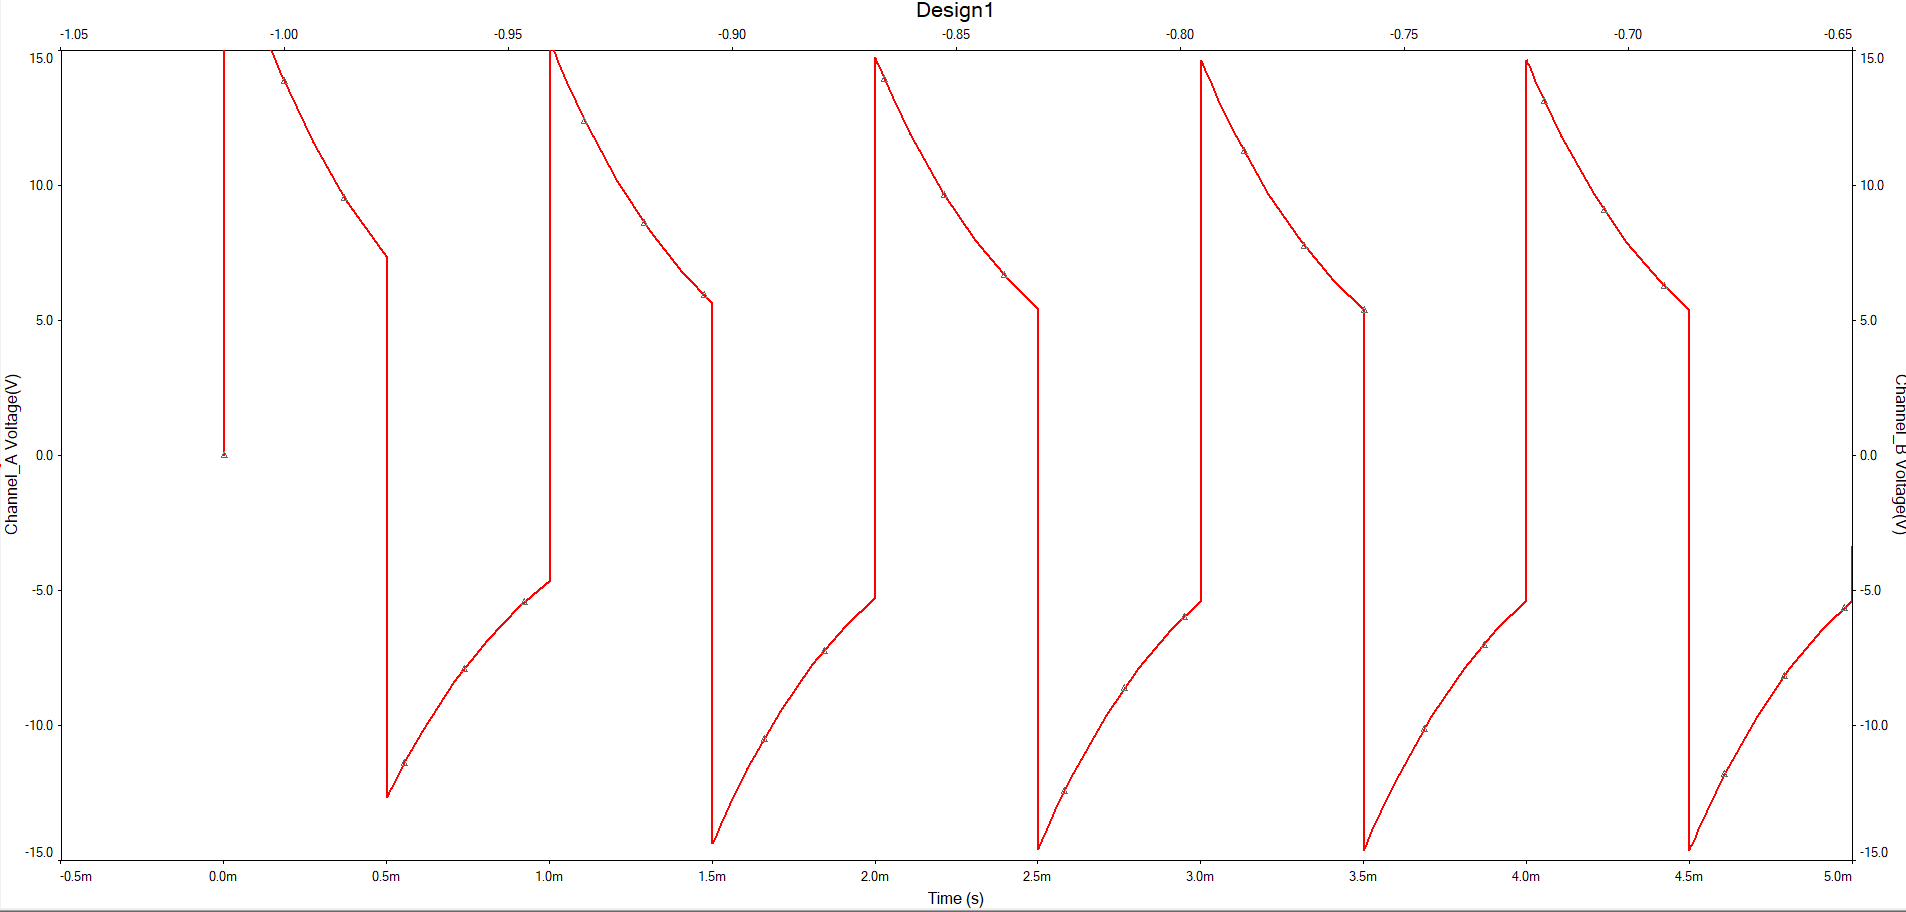 Design1
-1.05 -1.00 -0.95 -0.90 -0.85 -0.80 -0.75 -0.70 -0.65
15.0 15.0
10.0 10.0
5.0 5.0
0.0 0.0
-5.0 -5.0
-10.0 -10.0
-15.0 -15.0
Channel_A Voltage(V)
Channel_B Voltage(V)
-0.5m 0.0m 0.5m 1.0m 1.5m 2.0m 2.5m 3.0m 3.5m 4.0m 4.5m 5.0m
Time (s)